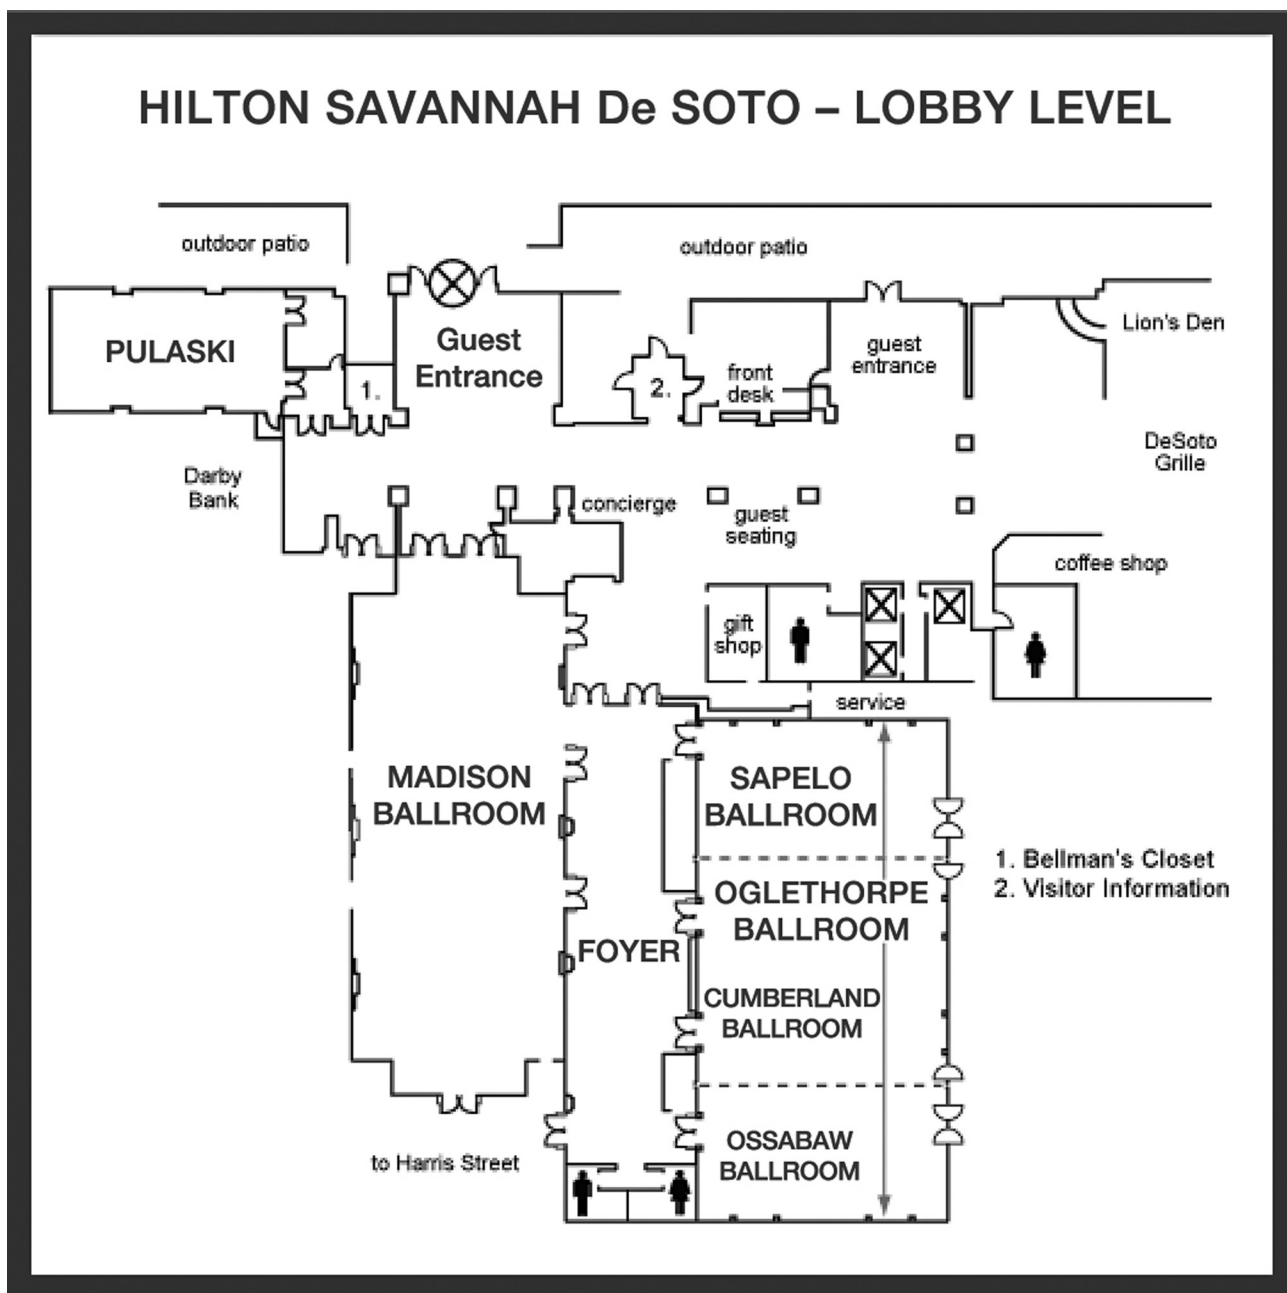 HILTON SAVANNAH De SOTO – LOBBY LEVEL
outdoor patio
outdoor patio
PULASKI
Guest
Entrance
1.
2.
front
desk
guest
entrance
Lion's Den
DeSoto
Grille
Darby
Bank
concierge
guest
seating
coffee shop
gift
shop
service
MADISON
BALLROOM
SAPELO
BALLROOM
OGLETHORPE
BALLROOM
FOYER
CUMBERLAND
BALLROOM
OSSABAW
BALLROOM
1. Bellman's Closet
2. Visitor Information
to Harris Street